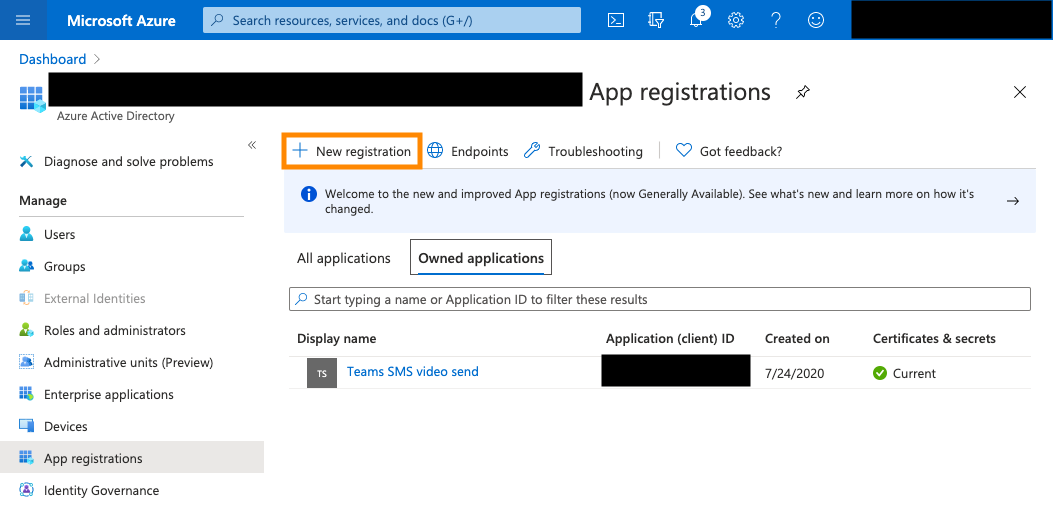 Microsoft Azure
Search resources, services, and docs (G+/)
3
Dashboard
App registrations
Azure Active Directory
Diagnose and solve problems
Manage
Users
Groups
External Identities
Roles and administrators
Administrative units (Preview)
Enterprise applications
Devices
App registrations
Identity Governance
New registration
Endpoints
Troubleshooting
Got feedback?
Welcome to the new and improved App registrations (now Generally Available). See what's new and learn more on how it's
changed.
All applications
Owned applications
Start typing a name or Application ID to filter these results
Display name
Application (client) ID
Created on
Certificates & secrets
TS
Teams SMS video send
7/24/2020
Current